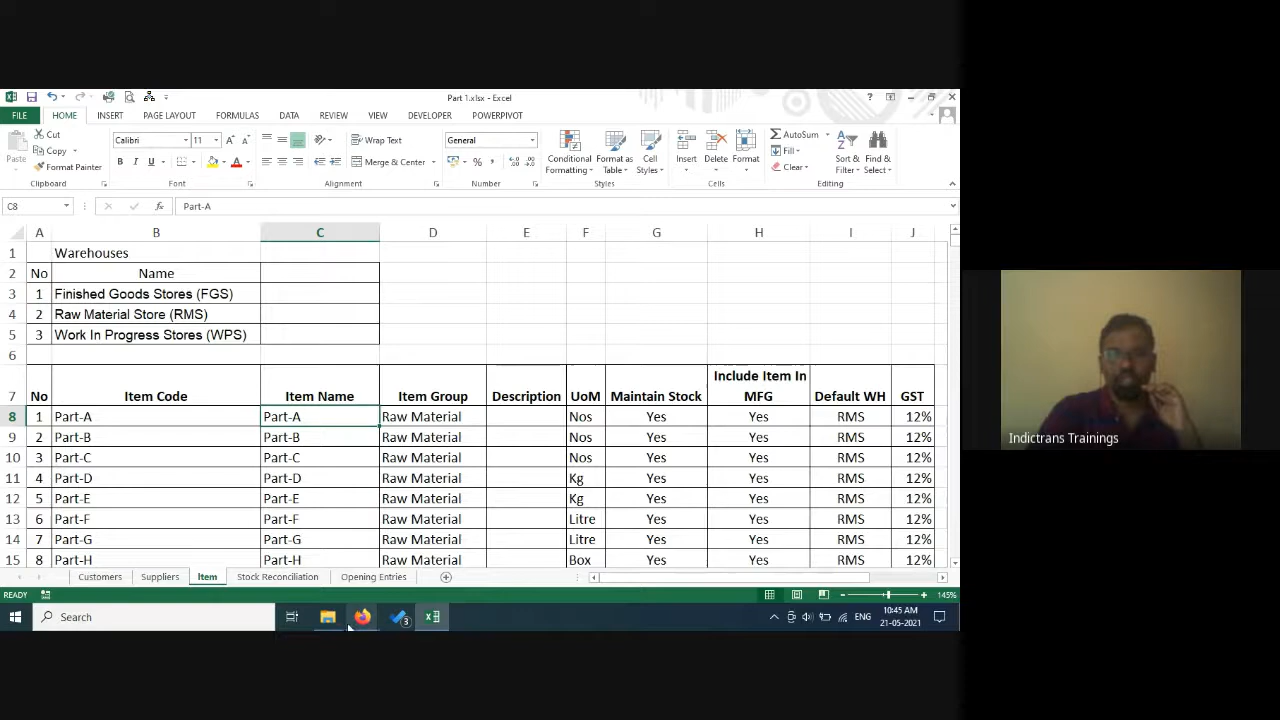 Part 1.xlsx - Excel
FILE HOME INSERT PAGE LAYOUT FORMULAS DATA REVIEW VIEW DEVELOPER POWERPIVOT
Paste
Cut
Copy
Format Painter
Clipboard
Calibri 11
B I U
Font
Wrap Text
Merge & Center
Alignment
General
Number
Conditional Formatting
Format as Table
Cell Styles
Styles
Insert Delete Format
Cells
AutoSum
Fill
Clear
Sort & Filter
Find & Select
Editing
C8 fx Part-A
A B C D E F G H I J
1 Warehouses
2 No Name
3 1 Finished Goods Stores (FGS)
4 2 Raw Material Store (RMS)
5 3 Work In Progress Stores (WPS)
6
7 No Item Code Item Name Item Group Description UoM Maintain Stock Include Item In MFG Default WH GST
8 1 Part-A Part-A Raw Material Nos Yes Yes RMS 12%
9 2 Part-B Part-B Raw Material Nos Yes Yes RMS 12%
10 3 Part-C Part-C Raw Material Nos Yes Yes RMS 12%
11 4 Part-D Part-D Raw Material Kg Yes Yes RMS 12%
12 5 Part-E Part-E Raw Material Kg Yes Yes RMS 12%
13 6 Part-F Part-F Raw Material Litre Yes Yes RMS 12%
14 7 Part-G Part-G Raw Material Litre Yes Yes RMS 12%
15 8 Part-H Part-H Raw Material Box Yes Yes RMS 12%
Customers Suppliers Item Stock Reconciliation Opening Entries
READY 145%
Search 3 ENG 10:45 AM
21-05-2021
Indictrans Trainings